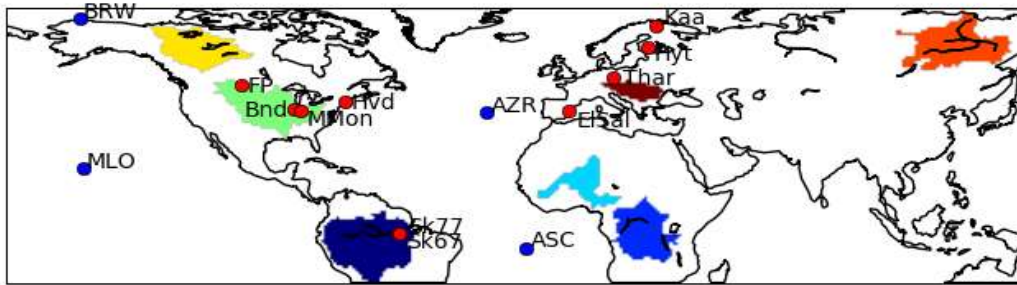 BRW
Kaa
Hyt
Thar
FP
Hvd
Bnd
MMon
AZR
ElSal
MLO
Sk77
Sk67
ASC